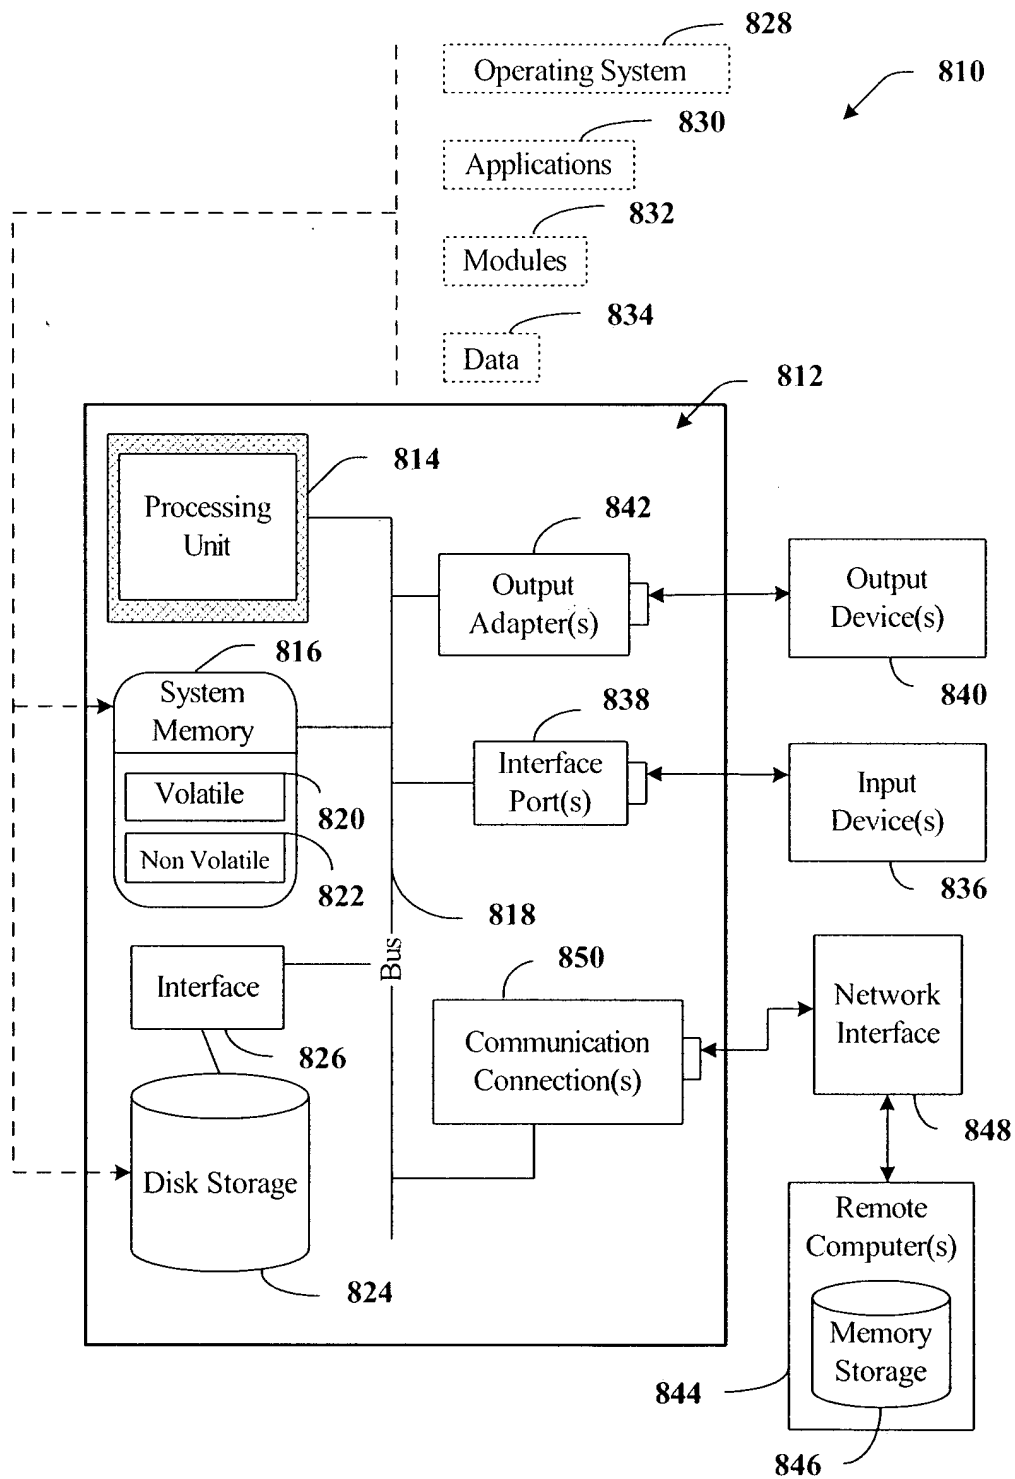 828
Operating System
810
830
Applications
832
Modules
834
Data
812
814
Processing
Unit
842
Output
Adapter(s)
Output
Device(s)
840
816
System
Memory
838
Interface
Port(s)
Input
Device(s)
836
Volatile
820
Non Volatile
822
818
Bus
850
Interface
826
Communication
Connection(s)
Network
Interface
848
Disk Storage
824
Remote
Computer(s)
Memory
Storage
844
846